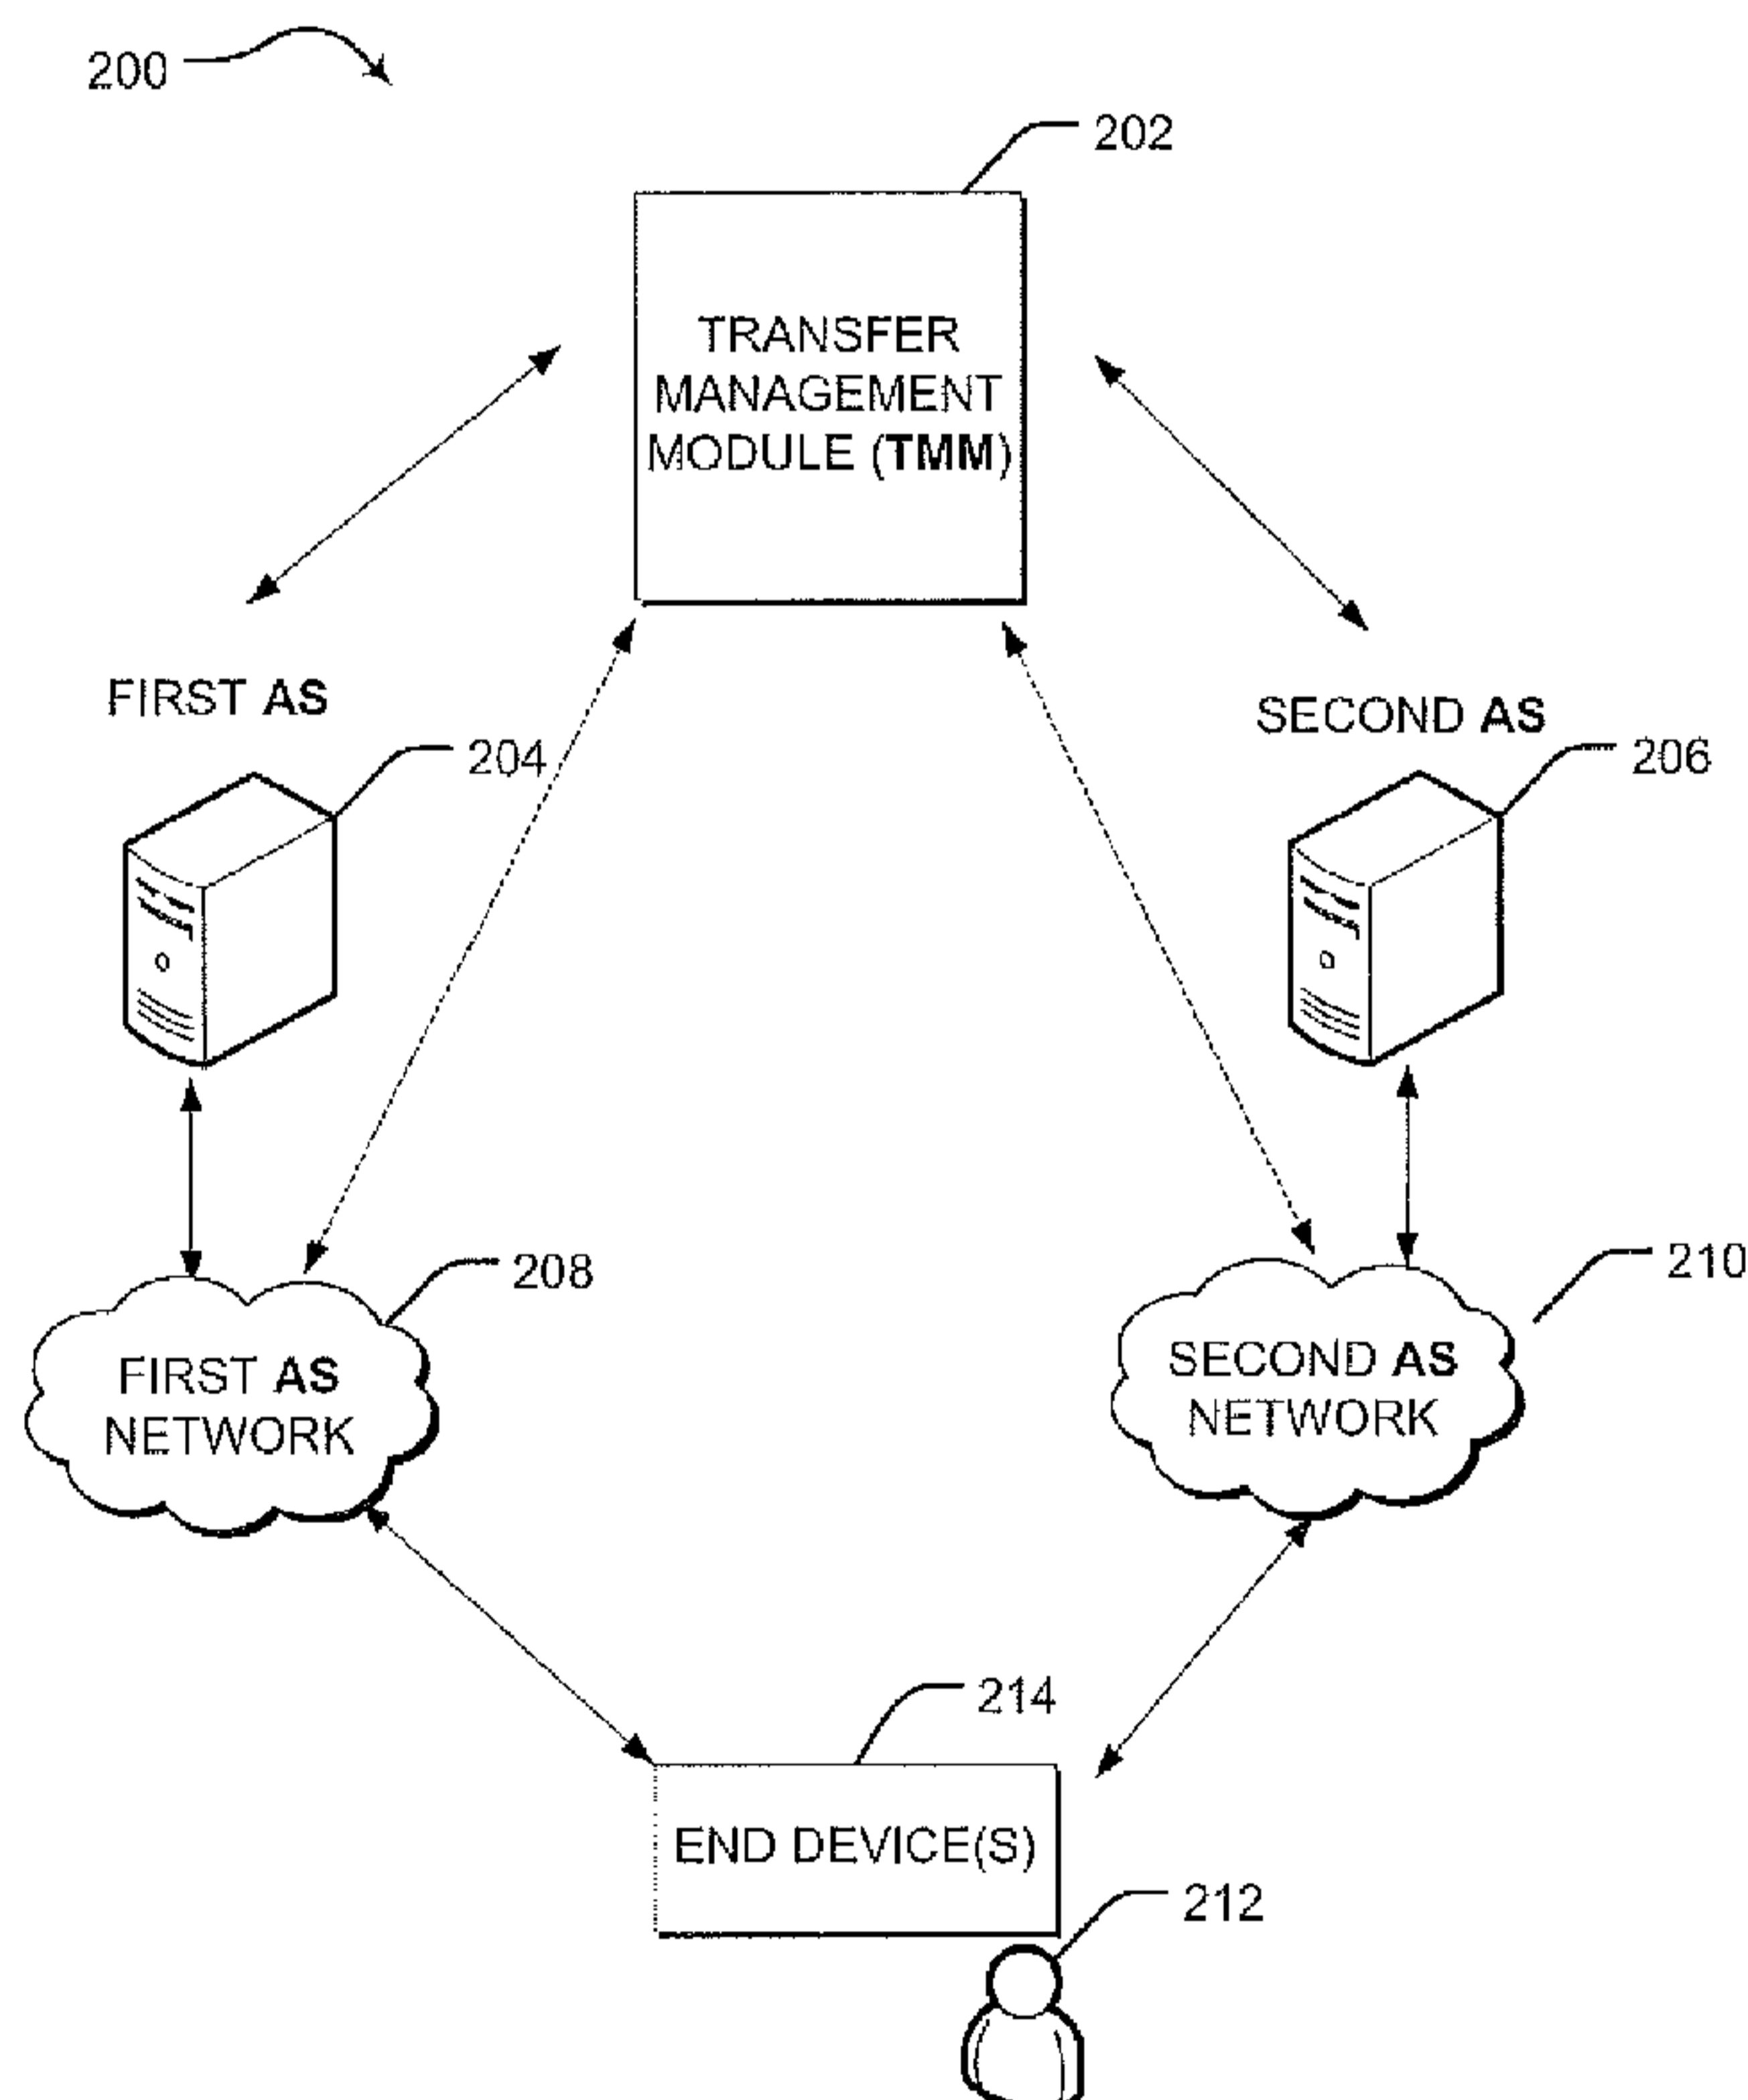 200
202
TRANSFER
MANAGEMENT
MODULE (TMM)
FIRST AS
204
SECOND AS
206
208
FIRST AS
NETWORK
210
SECOND AS
NETWORK
214
END DEVICE(S)
212